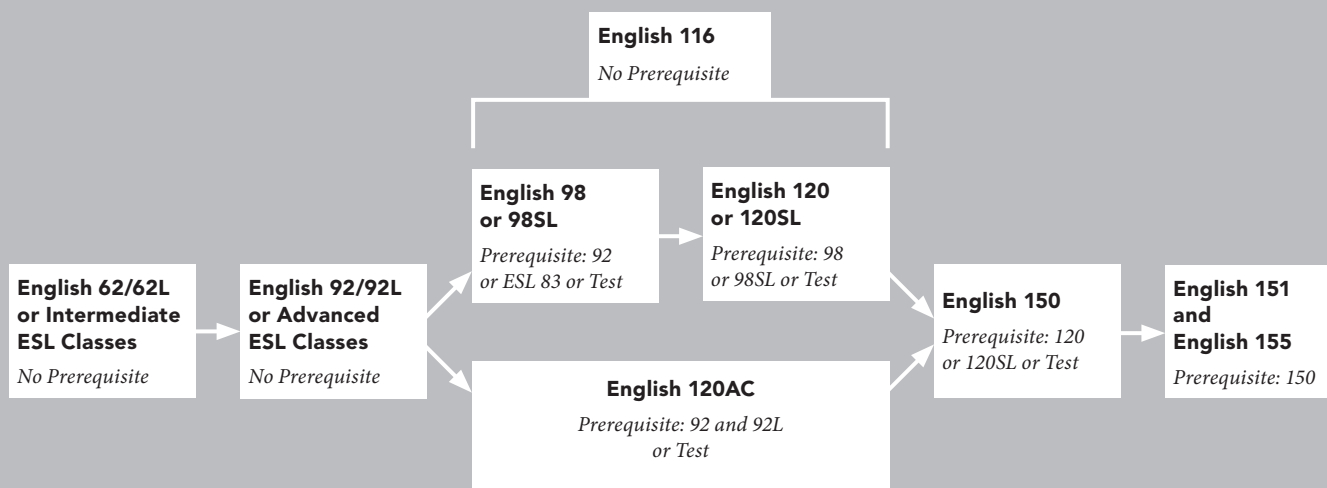 English 116
No Prerequisite
English 98
or 98SL
Prerequisite: 92
or ESL 83 or Test
English 120
or 120SL
Prerequisite: 98
or 98SL or Test
English 62/62L
or Intermediate
ESL Classes
No Prerequisite
English 92/92L
or Advanced
ESL Classes
No Prerequisite
English 120AC
Prerequisite: 92 and 92L
or Test
English 150
Prerequisite: 120
or 120SL or Test
English 151
and
English 155
Prerequisite: 150